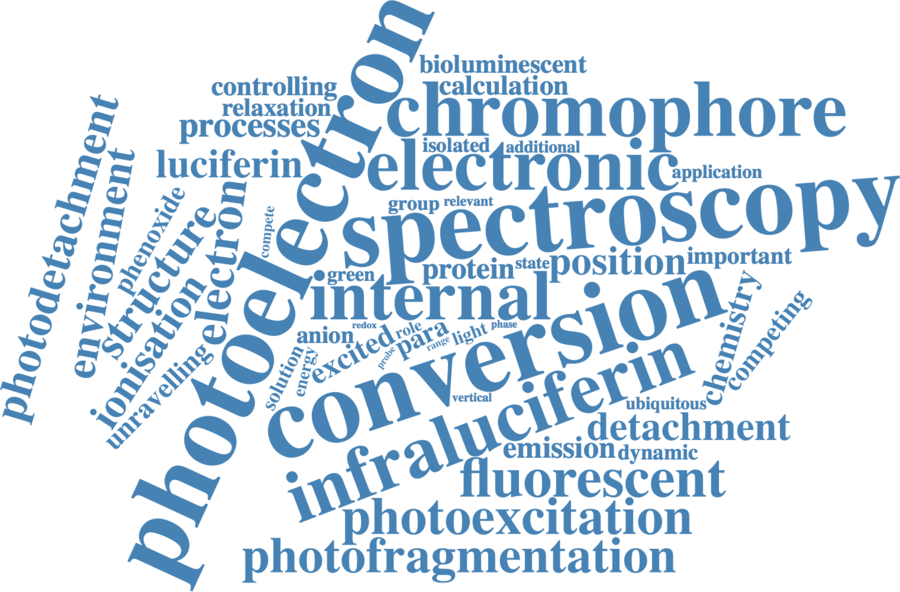 bioluminescent
calculation
controlling
relaxation
processes
chromophore
luciferin
isolated
additional
electronic
application
photodetachment
environment
phenoxide
structure
ionisation
unravelling
electron
compete
photoelectron
group
relevant
spectroscopy
green
protein
state
position
important
internal
anion
redox
role
excited
para
light
phase
probe
range
solution
energy
conversion
vertical
chemistry
competing
infraluciferin
ubiquitous
detachment
emission
dynamic
fluorescent
photoexcitation
photofragmentation